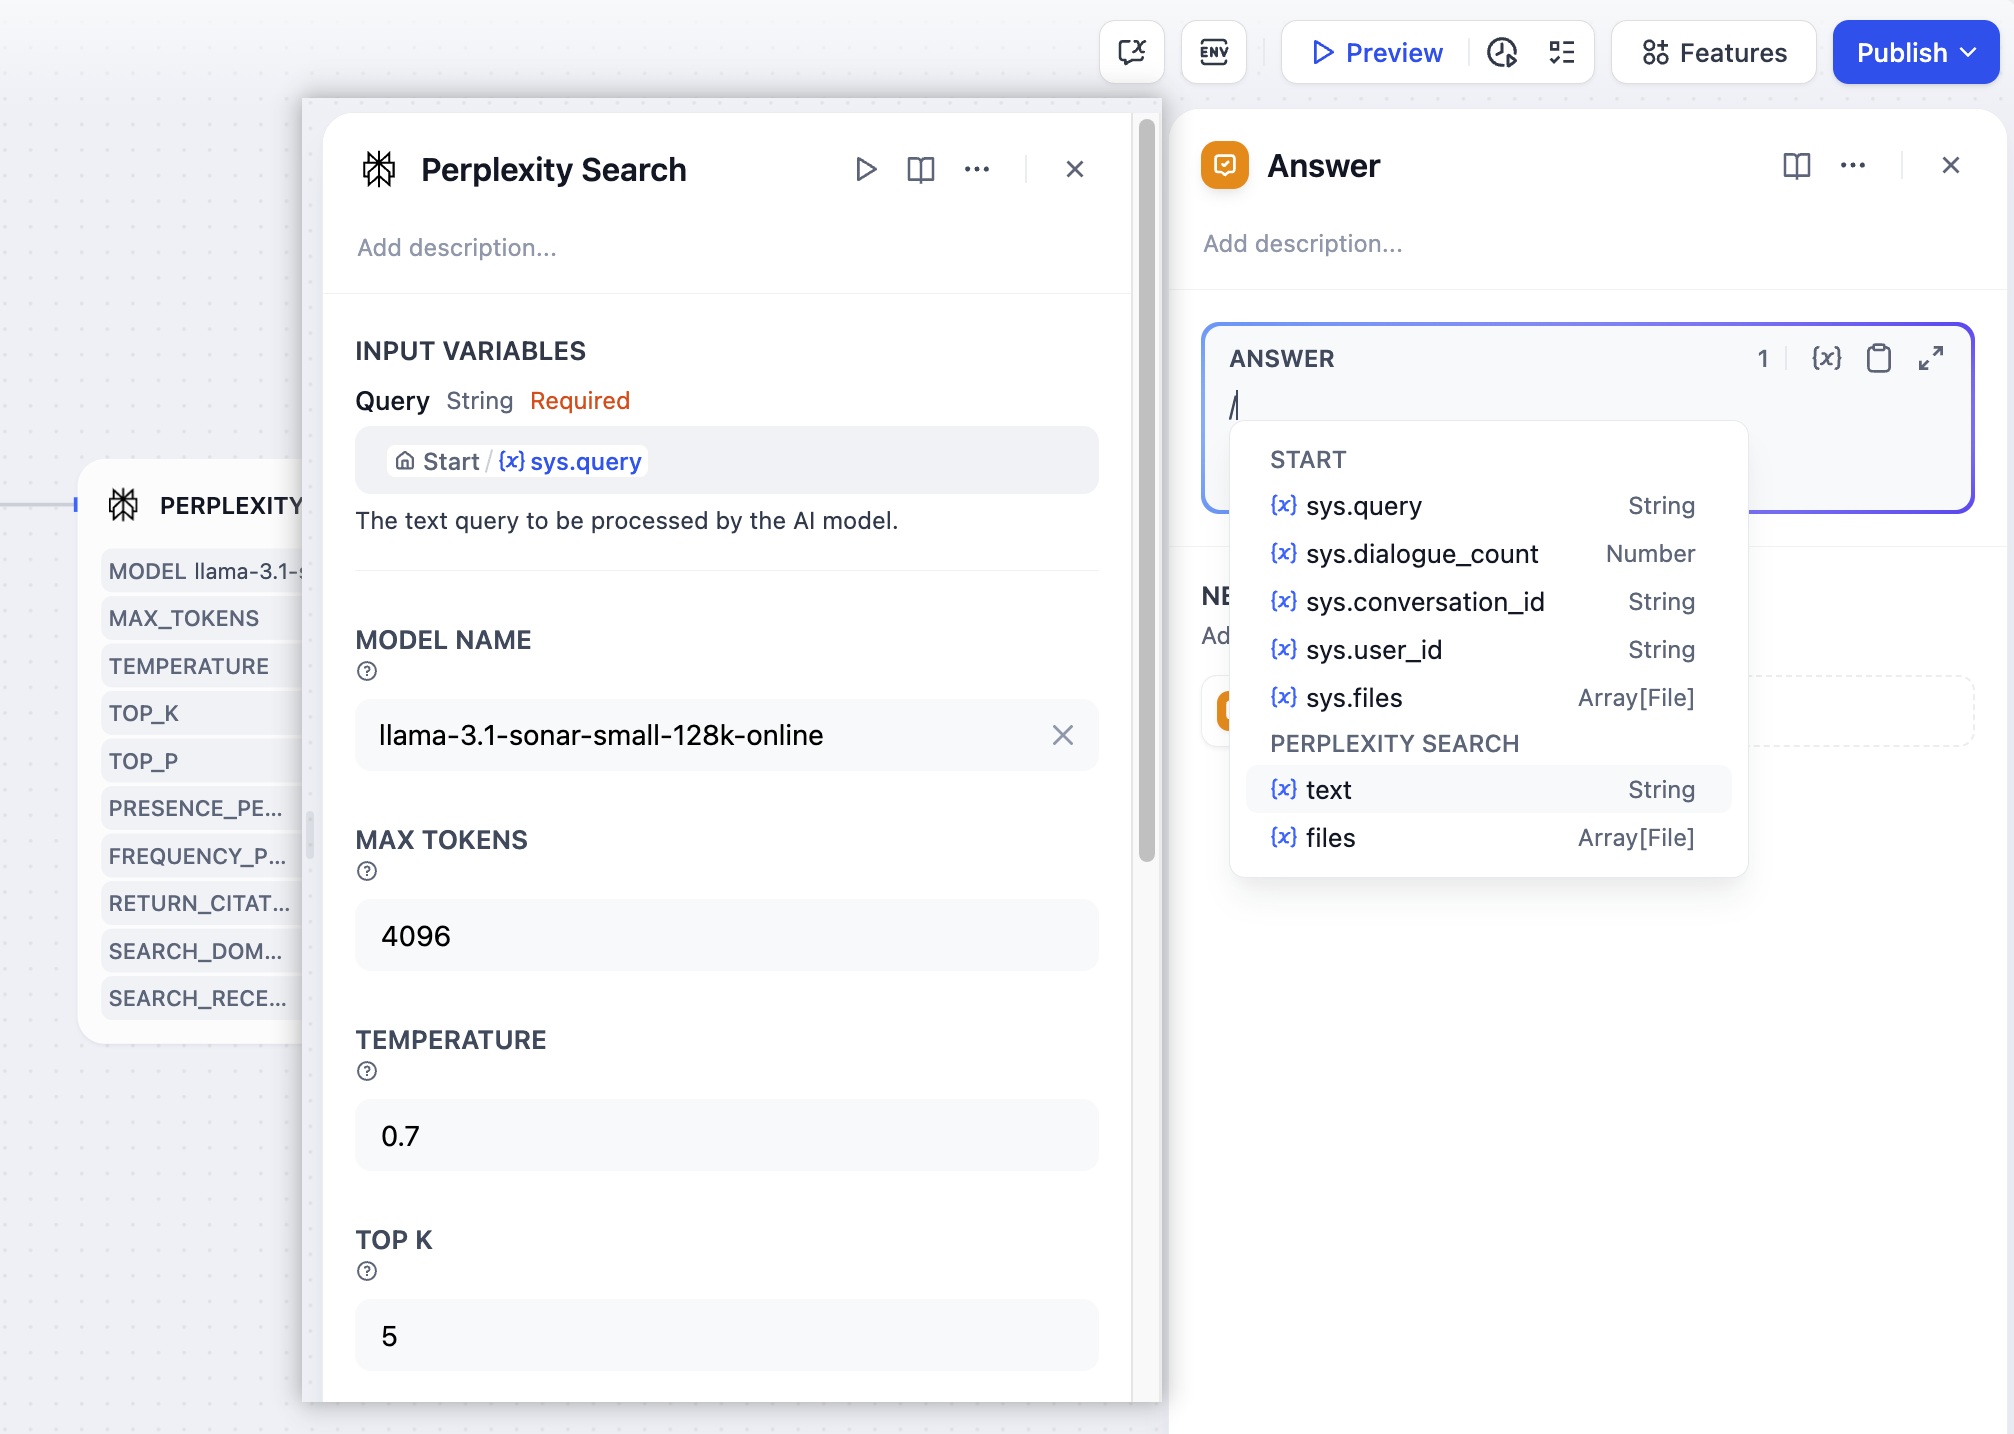 ENV
Preview
Features
Publish
PERPLEXITY
MODEL llama-3.1-s
MAX_TOKENS
TEMPERATURE
TOP_K
TOP_P
PRESENCE_PE...
FREQUENCY_P...
RETURN_CITAT...
SEARCH_DOM...
SEARCH_RECE...
Perplexity Search
Add description...
INPUT VARIABLES
Query String Required
Start / {x} sys.query
The text query to be processed by the AI model.
MODEL NAME
llama-3.1-sonar-small-128k-online
MAX TOKENS
4096
TEMPERATURE
0.7
TOP K
5
Answer
Add description...
ANSWER 1 {x}
/
START
{x} sys.query String
{x} sys.dialogue_count Number
{x} sys.conversation_id String
{x} sys.user_id String
{x} sys.files Array[File]
PERPLEXITY SEARCH
{x} text String
{x} files Array[File]
NE
Ad